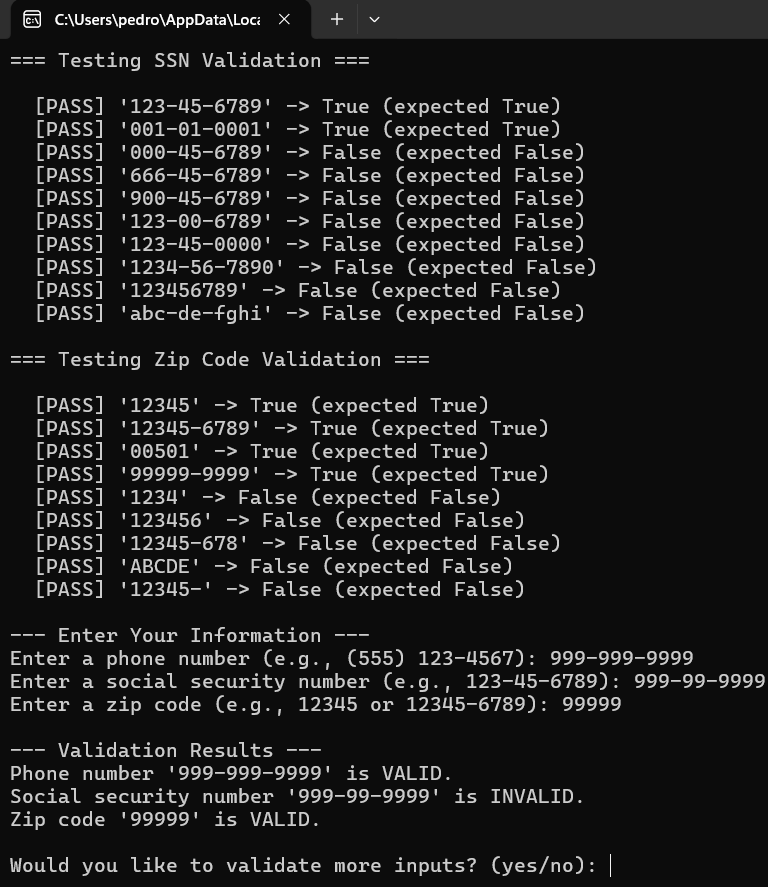 C:\Users\pedro\AppData\Loca
=== Testing SSN Validation ===
[PASS] '123-45-6789' -> True (expected True)
[PASS] '001-01-0001' -> True (expected True)
[PASS] '000-45-6789' -> False (expected False)
[PASS] '666-45-6789' -> False (expected False)
[PASS] '900-45-6789' -> False (expected False)
[PASS] '123-00-6789' -> False (expected False)
[PASS] '123-45-0000' -> False (expected False)
[PASS] '1234-56-7890' -> False (expected False)
[PASS] '123456789' -> False (expected False)
[PASS] 'abc-de-fghi' -> False (expected False)
=== Testing Zip Code Validation ===
[PASS] '12345' -> True (expected True)
[PASS] '12345-6789' -> True (expected True)
[PASS] '00501' -> True (expected True)
[PASS] '99999-9999' -> True (expected True)
[PASS] '1234' -> False (expected False)
[PASS] '123456' -> False (expected False)
[PASS] '12345-678' -> False (expected False)
[PASS] 'ABCDE' -> False (expected False)
[PASS] '12345-' -> False (expected False)
--- Enter Your Information ---
Enter a phone number (e.g., (555) 123-4567): 999-999-9999
Enter a social security number (e.g., 123-45-6789): 999-99-9999
Enter a zip code (e.g., 12345 or 12345-6789): 99999
--- Validation Results ---
Phone number '999-999-9999' is VALID.
Social security number '999-99-9999' is INVALID.
Zip code '99999' is VALID.
Would you like to validate more inputs? (yes/no):